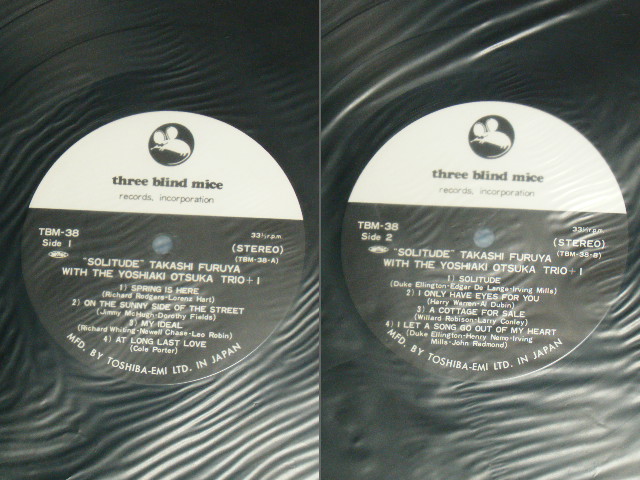 three blind mice
records, incorporation
TBM-38
Side 1
33⅓ r.p.m.
(STEREO)
(TBM-38-A)
"SOLITUDE" TAKASHI FURUYA
WITH THE YOSHIAKI OTSUKA TRIO+1
1) SPRING IS HERE
(Richard Rodgers-Lorenz Hart)
2) ON THE SUNNY SIDE OF THE STREET
(Jimmy McHugh-Dorothy Fields)
3) MY IDEAL
(Richard Whiting-Newell Chase-Leo Robin)
4) AT LONG LAST LOVE
(Cole Porter)
MFD. BY TOSHIBA-EMI LTD. IN JAPAN
three blind mice
records, incorporation
TBM-38
Side 2
33⅓ r.p.
(STEREO)
(TBM-38-B)
"SOLITUDE" TAKASHI FURUYA
WITH THE YOSHIAKI OTSUKA TRIO+1
1) SOLITUDE
(Duke Ellington-Edgar De Lange-Irving Mills)
2) I ONLY HAVE EYES FOR YOU
(Harry Warren-Al Dubin)
3) A COTTAGE FOR SALE
(Willard Robison-Larry Conley)
4) I LET A SONG GO OUT OF MY HEART
(Duke Ellington-Henry Nemo-Irving
Mills-John Redmond)
MFD. BY TOSHIBA-EMI LTD. IN JAPAN